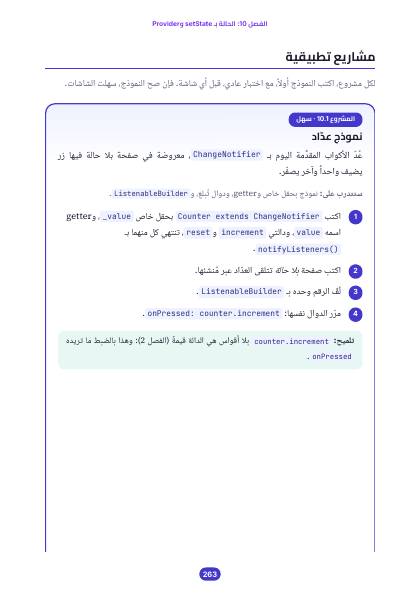 الفصل 10: الحالة بـ setState وProvider
مشاريع تطبيقية
لكل مشروع، اكتب النموذج أولاً، مع اختبار عادي، قبل أي شاشة. فإن صح النموذج، سهلت الشاشات.
المشروع 10.1 · سهل
نموذج عدّاد
عُدّ الأكواب المقدَّمة اليوم بـ ChangeNotifier، معروضة في صفحة بلا حالة فيها زر
يضيف واحداً وآخر يصفّر.
ستتدرب على: نموذج بحقل خاص وgetter، ودوال تُبلغ، و ListenableBuilder.
1 اكتب Counter extends ChangeNotifier بحقل خاص _value، وgetter
اسمه value، ودالتي increment و reset، تنتهي كل منهما بـ
notifyListeners().
2 اكتب صفحة بلا حالة تتلقى العدّاد عبر مُنشئها.
3 لُفّ الرقم وحده بـ ListenableBuilder.
4 مرّر الدوال نفسها: onPressed: counter.increment.
تلميح: counter.increment بلا أقواس هي الدالة قيمةً (الفصل 2): وهذا بالضبط ما تريده
onPressed.
263